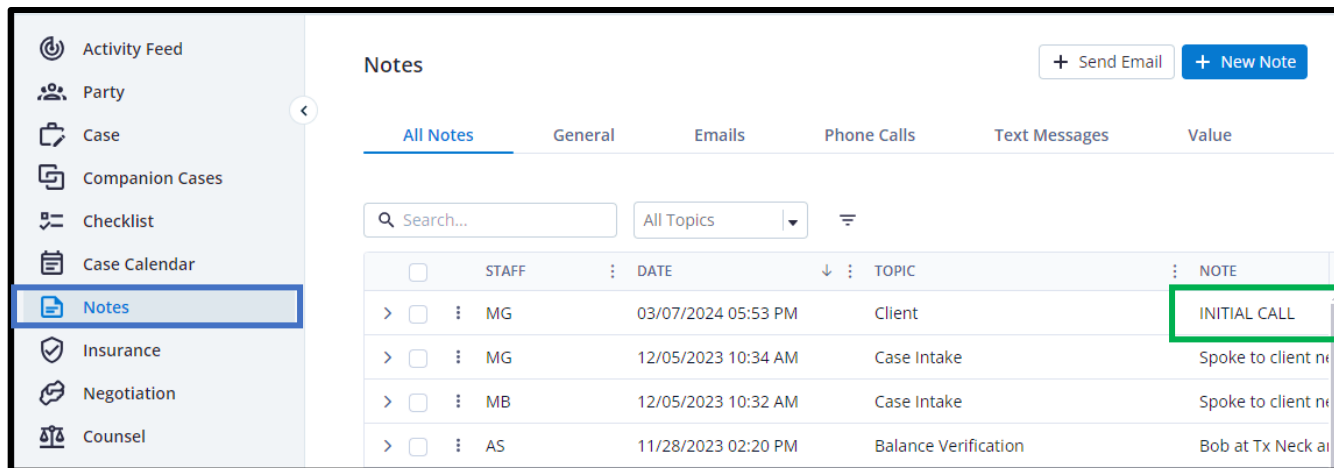 Activity Feed
Party
Case
Companion Cases
Checklist
Case Calendar
Notes
Insurance
Negotiation
Counsel
Notes
+ Send Email
+ New Note
All Notes General Emails Phone Calls Text Messages Value
Search...
All Topics
STAFF DATE TOPIC NOTE
MG 03/07/2024 05:53 PM Client INITIAL CALL
MG 12/05/2023 10:34 AM Case Intake Spoke to client
MB 12/05/2023 10:32 AM Case Intake Spoke to client
AS 11/28/2023 02:20 PM Balance Verification Bob at Tx Neck